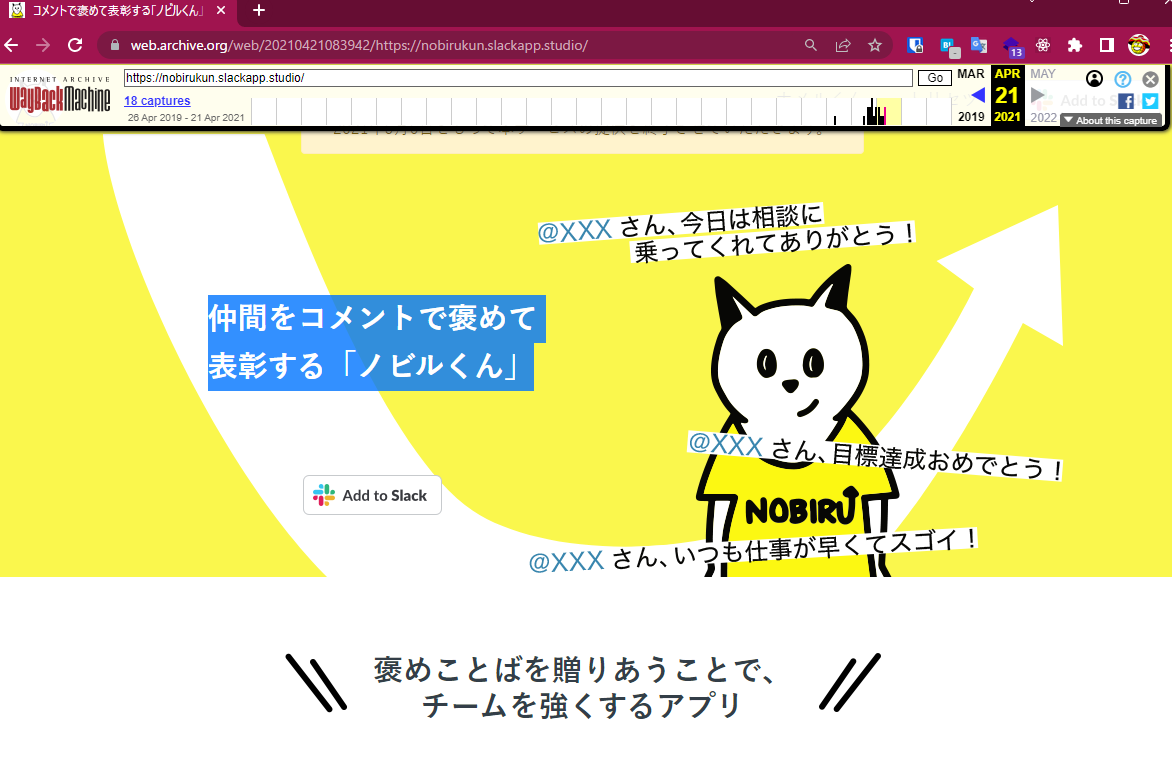 コメントで褒めて表彰する「ノビルくん」
web.archive.org/web/20210421083942/https://nobirukun.slackapp.studio/
13
INTERNET ARCHIVE
WayBackMachine
https://nobirukun.slackapp.studio/
Go
MAR
APR
MAY
18 captures
21
26 Apr 2019 - 21 Apr 2021
2019
2021
2022
About this capture
Add to S
@XXX さん、今日は相談に
乗ってくれてありがとう！
仲間をコメントで褒めて
表彰する「ノビルくん」
@XXX さん、目標達成おめでとう！
Add to Slack
NOBIRU
@XXX さん、いつも仕事が早くてスゴイ！
褒めことばを贈りあうことで、
チームを強くするアプリ